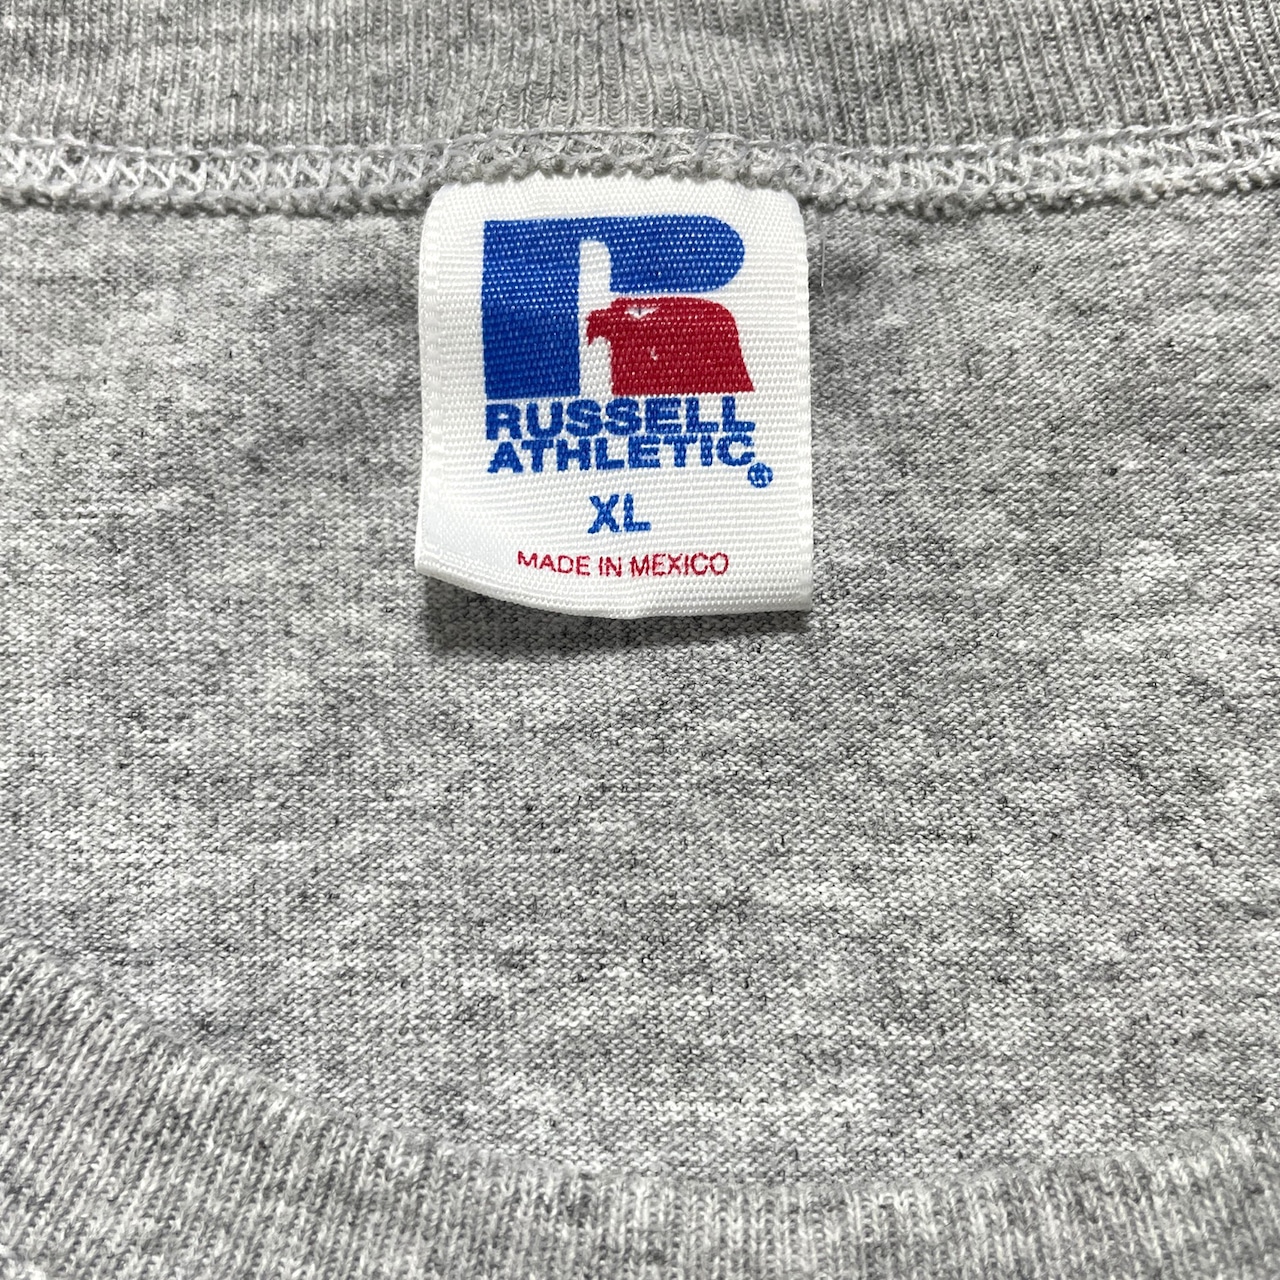 RUSSELL
ATHLETIC®
XL
MADE IN MEXICO